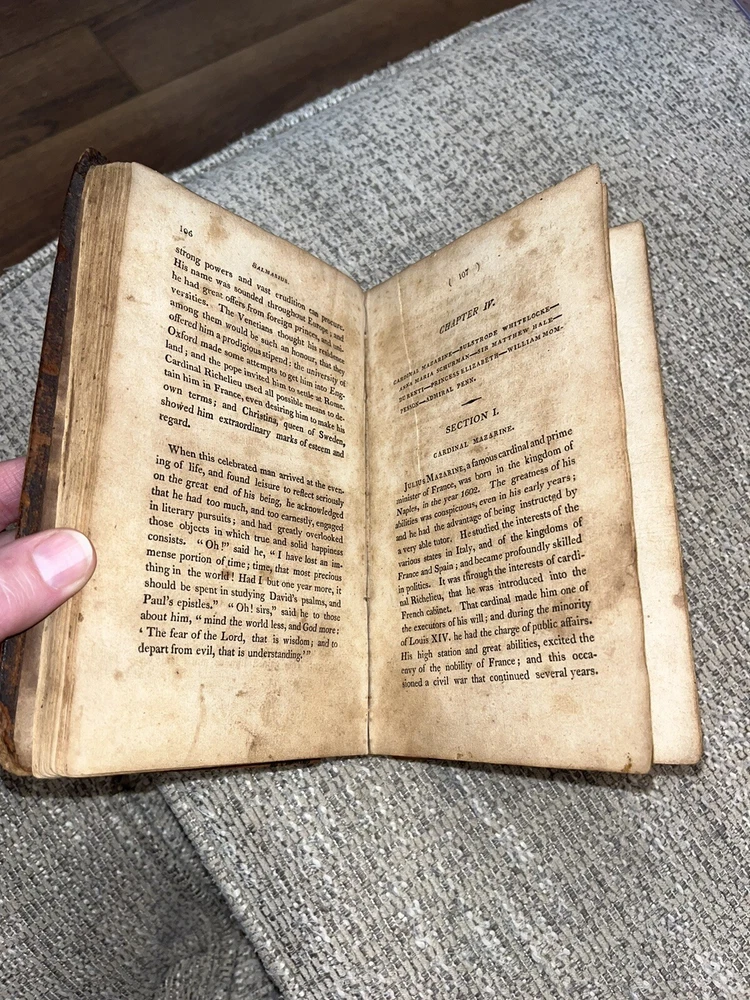 106
SALMASIUS.
strong powers and vast erudition can procure.
His name was sounded throughout Europe; and
he had great offers from foreign princes, and uni-
versities. The Venetians thought his residence
among them would be such an honour, that they
offered him a prodigious stipend: the university of
Oxford made some attempts to get him into Eng-
land; and the pope invited him to settle at Rome.
Cardinal Richelieu used all possible means to de-
tain him in France, even desiring him to make his
own terms; and Christina, queen of Sweden,
showed him extraordinary marks of esteem and
regard.
When this celebrated man arrived at the even-
ing of life, and found leisure to reflect seriously
on the great end of his being, he acknowledged
that he had too much, and too earnestly, engaged
in literary pursuits; and had greatly overlooked
those objects in which true and solid happiness
consists. “Oh!” said he, “I have lost an im-
mense portion of time; time, that most precious
thing in the world! Had I but one year more, it
should be spent in studying David's psalms, and
Paul's epistles.” “Oh! sirs,” said he to those
about him, “mind the world less, and God more:
‘The fear of the Lord, that is wisdom; and to
depart from evil, that is understanding.’”
( 107 )
CHAPTER IV.
CARDINAL MAZARINE—BULSTRODE WHITELOCKE—
ANNA MARIA SCHURMAN—SIR MATTHEW HALE—
DU RENTI—PRINCESS ELIZABETH—WILLIAM MOM-
PESSON—ADMIRAL PENN.
SECTION I.
CARDINAL MAZARINE.
JULIUS MAZARINE, a famous cardinal and prime
minister of France, was born in the kingdom of
Naples, in the year 1602. The greatness of his
abilities was conspicuous, even in his early years;
and he had the advantage of being instructed by
a very able tutor. He studied the interests of the
various states in Italy, and of the kingdoms of
France and Spain; and became profoundly skilled
in politics. It was through the interests of cardi-
nal Richelieu, that he was introduced into the
French cabinet. That cardinal made him one of
the executors of his will; and during the minority
of Louis XIV. he had the charge of public affairs.
His high station and great abilities, excited the
envy of the nobility of France; and this occa-
sioned a civil war that continued several years.